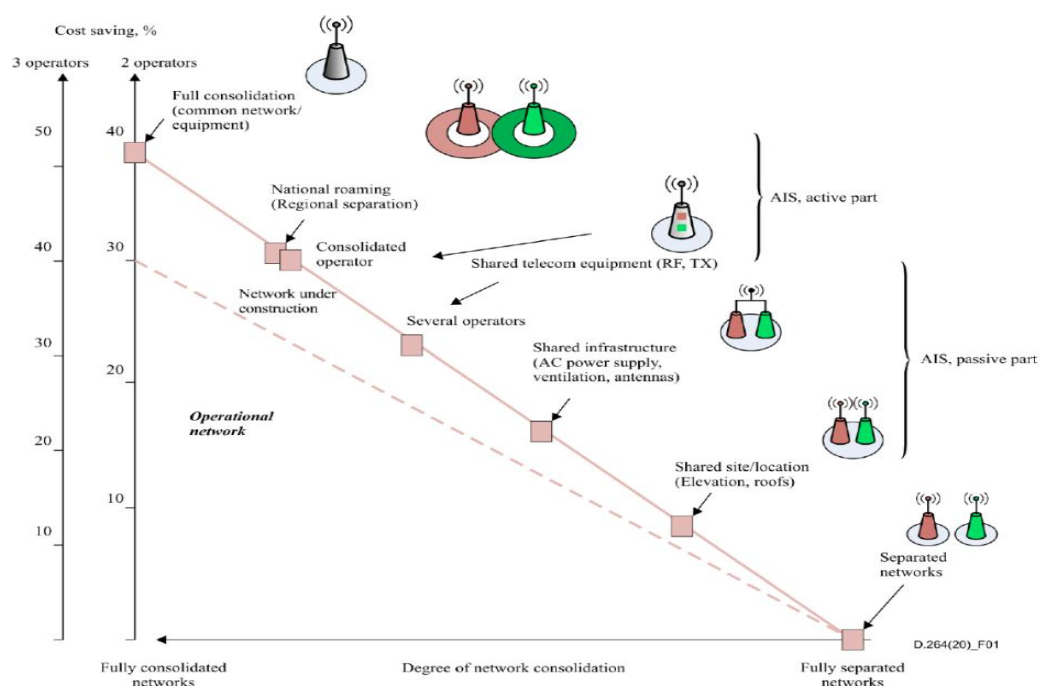 Cost saving, %
3 operators
2 operators
Full consolidation
(common network/
equipment)
50
40
National roaming
(Regional separation)
AIS, active part
Consolidated
operator
40
30
Shared telecom equipment (RF, TX)
Network under
construction
Several operators
30
Shared infrastructure
(AC power supply,
ventilation, antennas)
AIS, passive part
20
Operational
network
20
Shared site/location
(Elevation, roofs)
10
10
Separated
networks
0
0
D.264(20)_F01
Fully consolidated
networks
Degree of network consolidation
Fully separated
networks